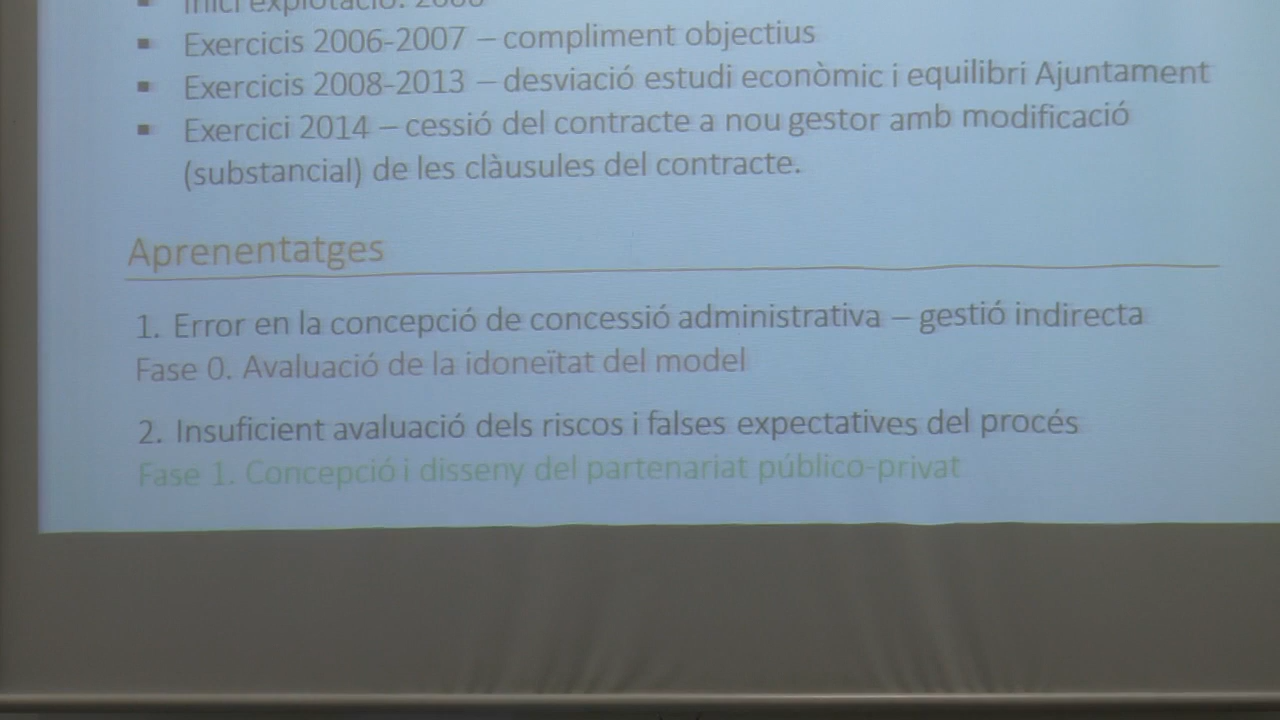 ▪ Inici explotació: 
▪ Exercicis 2006-2007 – compliment objectius
▪ Exercicis 2008-2013 – desviació estudi econòmic i equilibri Ajuntament
▪ Exercici 2014 – cessió del contracte a nou gestor amb modificació
(substancial) de les clàusules del contracte.
Aprenentatges
1. Error en la concepció de concessió administrativa – gestió indirecta
Fase 0. Avaluació de la idoneïtat del model
2. Insuficient avaluació dels riscos i falses expectatives del procés
Fase 1. Concepció i disseny del partenariat público-privat